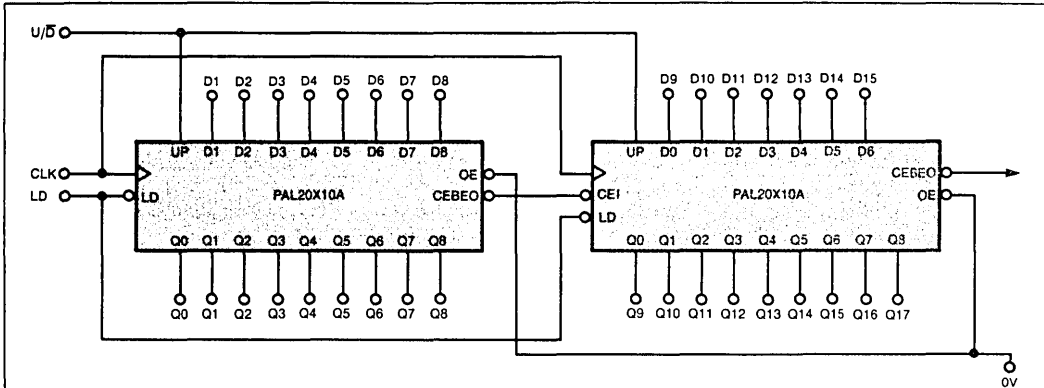 U/D̅
D1 D2 D3 D4 D5 D6 D7 D8
D9 D10 D11 D12 D13 D14 D15
UP D1 D2 D3 D4 D5 D6 D7 D8
UP D0 D1 D2 D3 D4 D5 D6
CLK
OE
CEBEO
LD
LD
PAL20X10A
CEBEO
CEI
PAL20X10A
OE
LD
Q0 Q1 Q2 Q3 Q4 Q5 Q6 Q7 Q8
Q0 Q1 Q2 Q3 Q4 Q5 Q6 Q7 Q8
Q0 Q1 Q2 Q3 Q4 Q5 Q6 Q7 Q8
Q9 Q10 Q11 Q12 Q13 Q14 Q15 Q16 Q17
0V